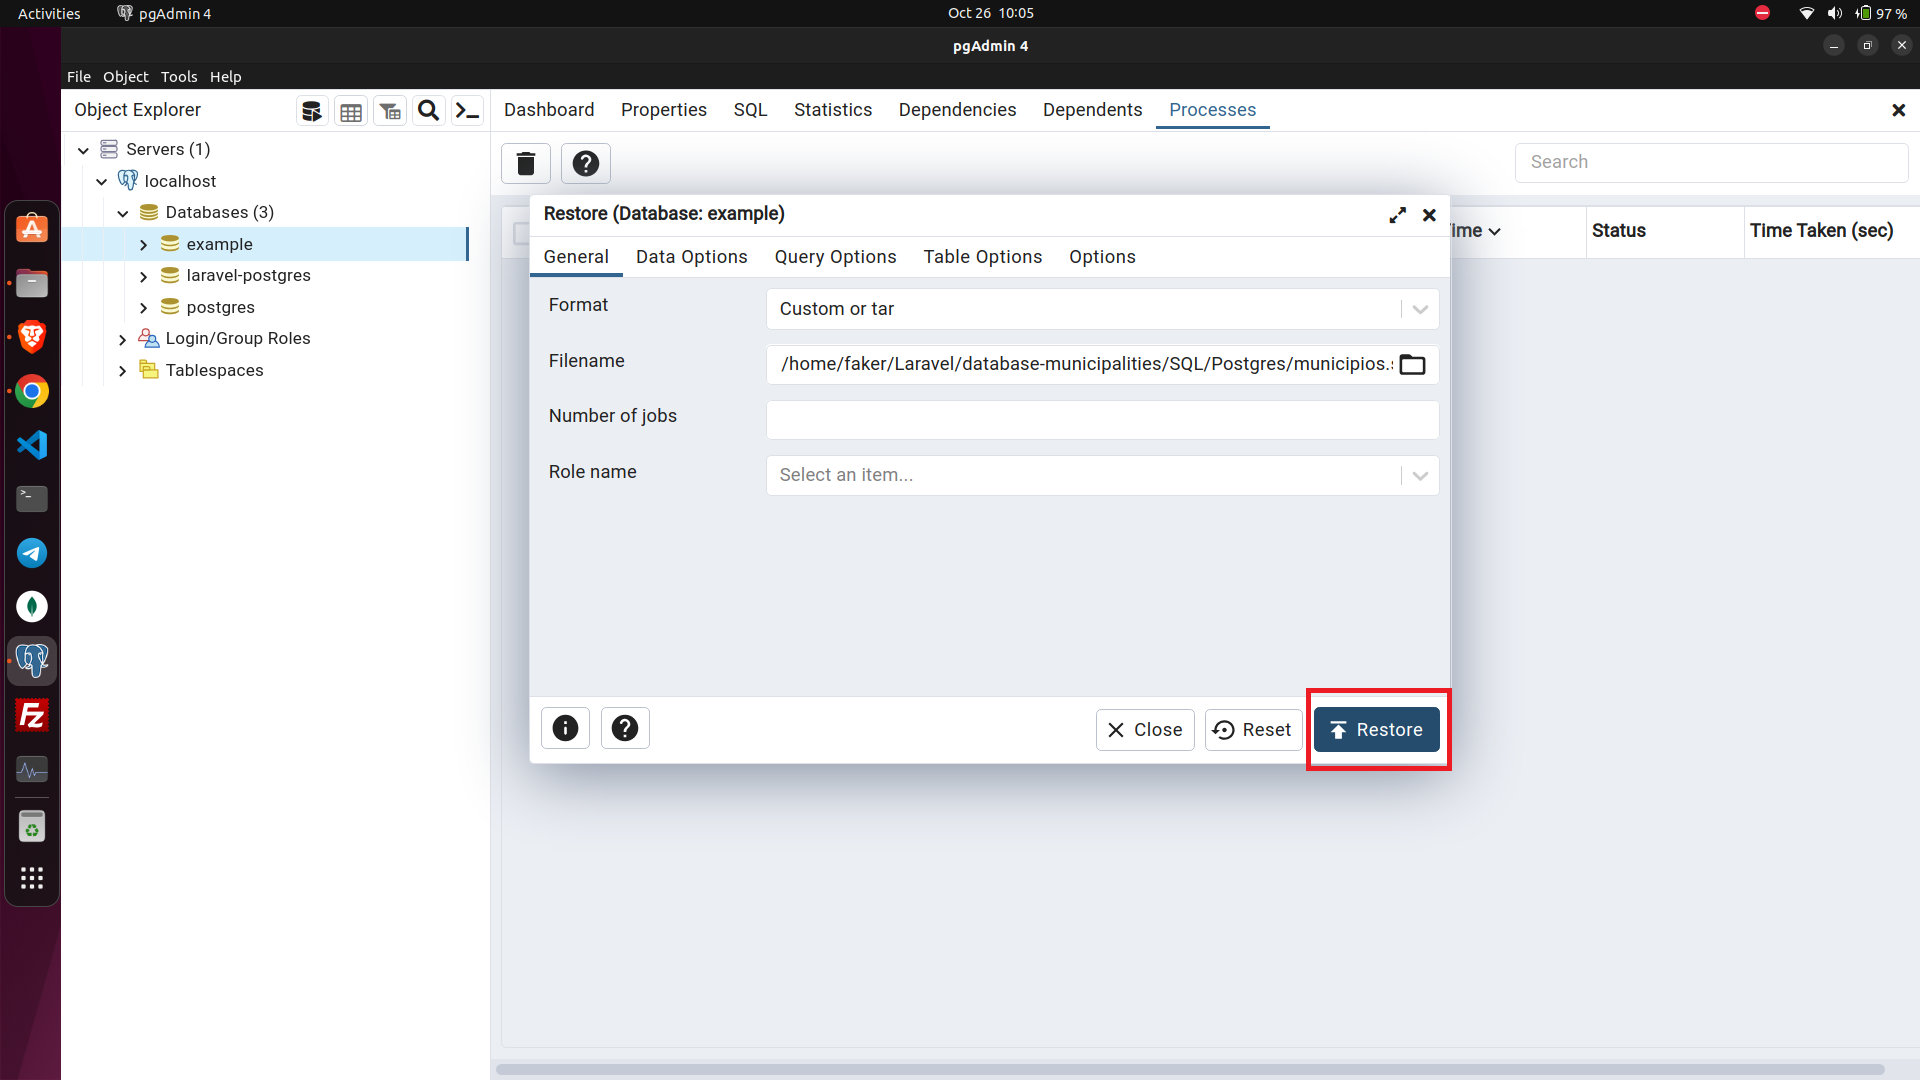 Activities pgAdmin 4 Oct 26 10:05 97 %
pgAdmin 4
File Object Tools Help
Object Explorer
Dashboard Properties SQL Statistics Dependencies Dependents Processes
Servers (1)
localhost
Databases (3)
example
laravel-postgres
postgres
Login/Group Roles
Tablespaces
Search
Status Time Taken (sec)
Restore (Database: example)
General Data Options Query Options Table Options Options
Format Custom or tar
Filename /home/faker/Laravel/database-municipalities/SQL/Postgres/municipios.s
Number of jobs
Role name Select an item...
Close Reset Restore